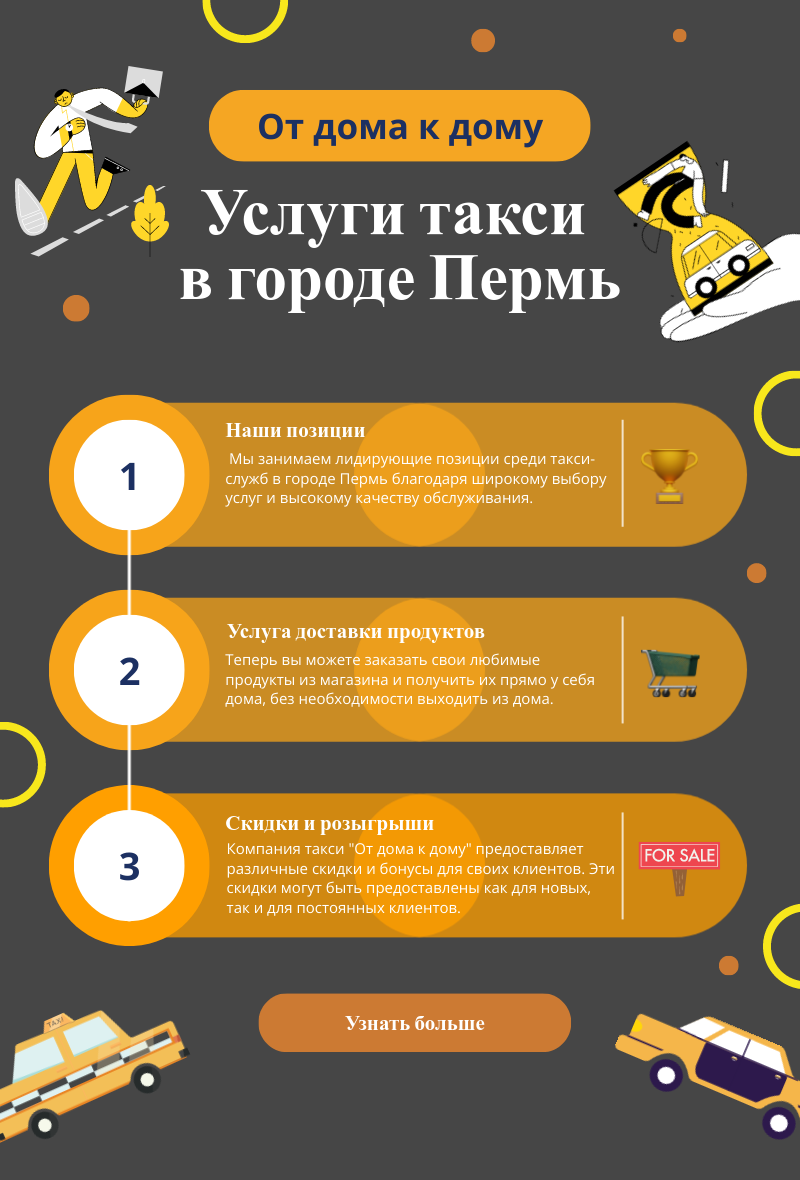 От дома к дому
Услуги такси
в городе Пермь
1
Наши позиции
Мы занимаем лидирующие позиции среди такси-
служб в городе Пермь благодаря широкому выбору
услуг и высокому качеству обслуживания.
2
Услуга доставки продуктов
Теперь вы можете заказать свои любимые
продукты из магазина и получить их прямо у себя
дома, без необходимости выходить из дома.
3
Скидки и розыгрыши
Компания такси "От дома к дому" предоставляет
различные скидки и бонусы для своих клиентов. Эти
скидки могут быть предоставлены как для новых,
так и для постоянных клиентов.
FOR SALE
Узнать больше
TAXI